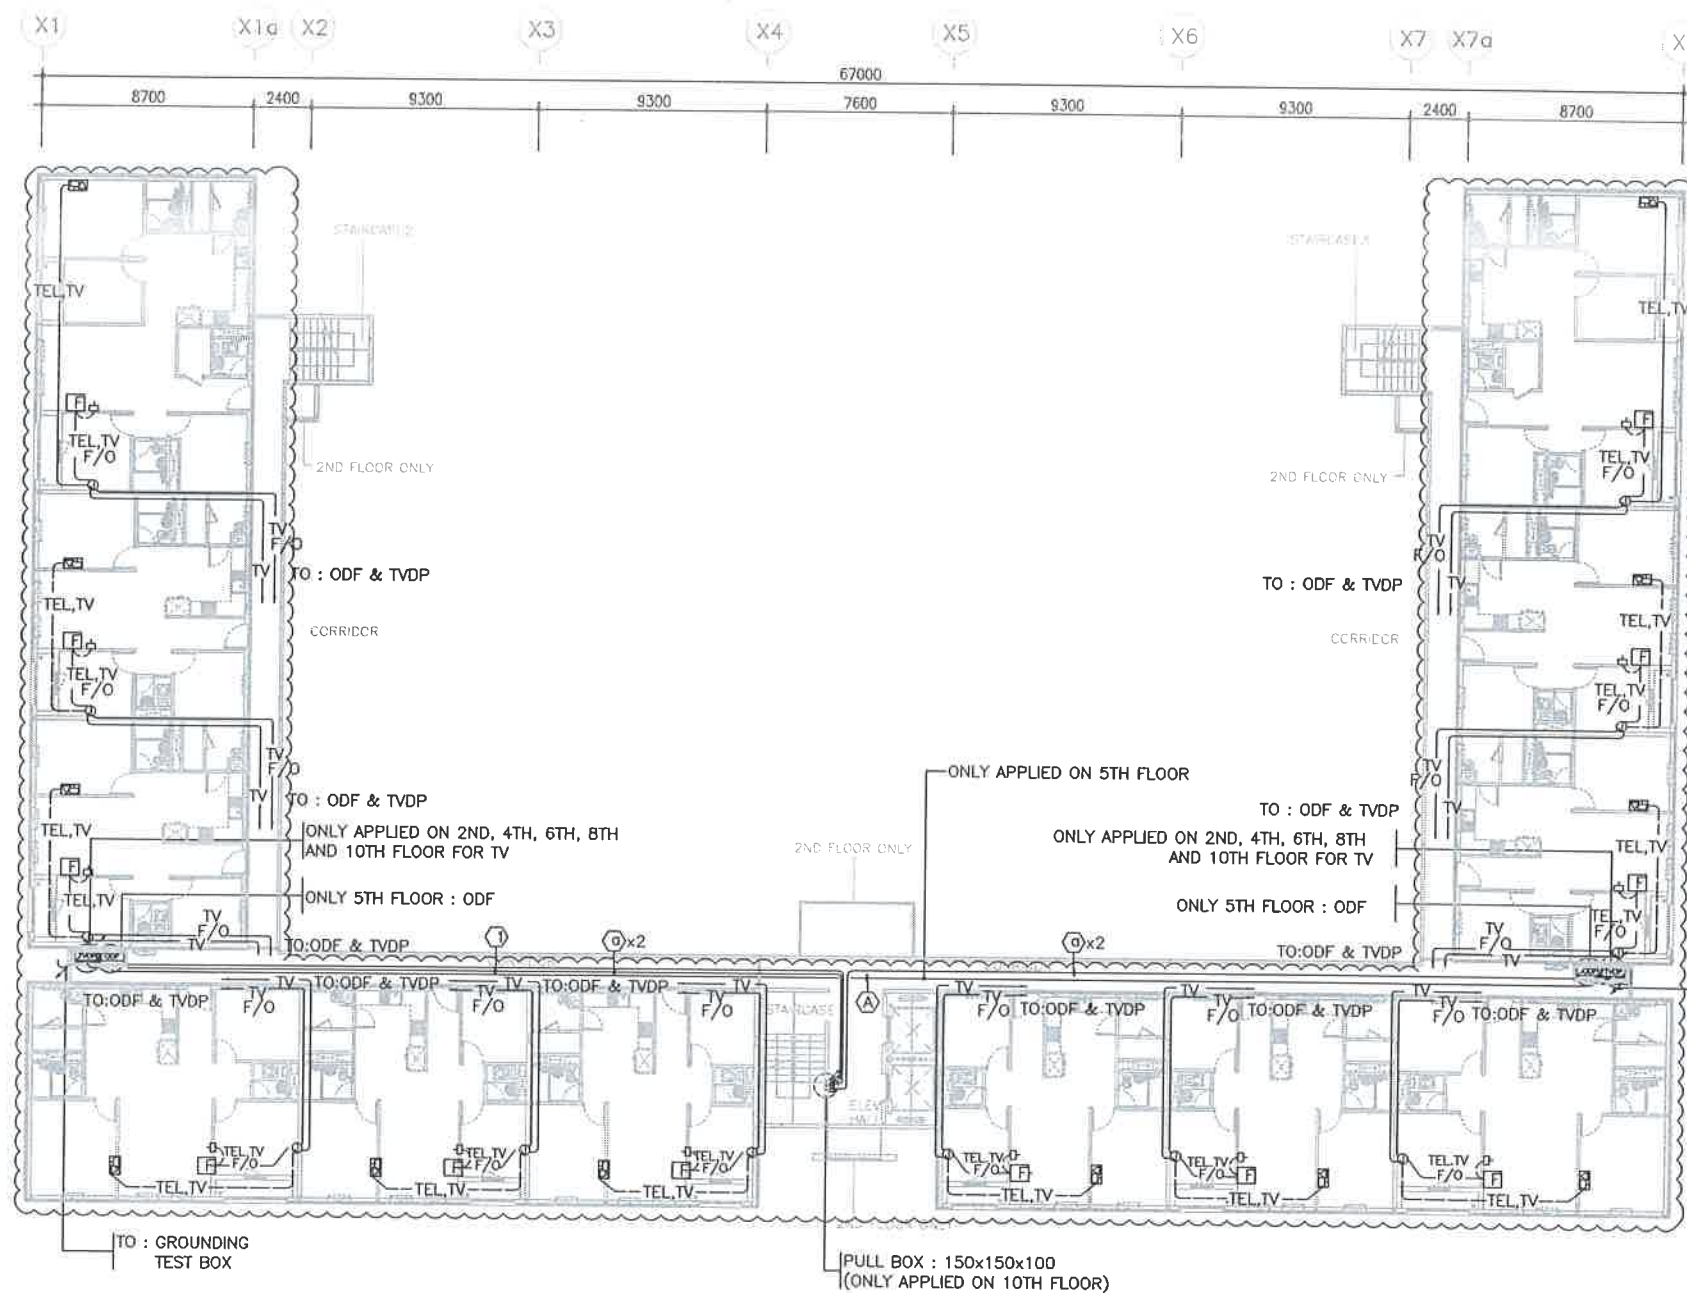 X1 X1a X2 X3 X4 X5 X6 X7 X7a X
67000
8700 2400 9300 9300 7600 9300 9300 2400 8700
STAIRCASE
TEL,TV
TEL,TV
TEL,TV
F/O
TEL,TV
F/O
2ND FLOOR ONLY
2ND FLOOR ONLY
TV
F/O
TV
F/O
TV
TO : ODF & TVDP
TO : ODF & TVDP
TV
TEL,TV
TEL,TV
CORRIDOR
CORRIDOR
F
F
TEL,TV
F/O
TEL,TV
F/O
TV
F/O
TV
F/O
ONLY APPLIED ON 5TH FLOOR
TV
TO : ODF & TVDP
TO : ODF & TVDP
TV
TEL,TV
ONLY APPLIED ON 2ND, 4TH, 6TH, 8TH
AND 10TH FLOOR FOR TV
2ND FLOOR ONLY
ONLY APPLIED ON 2ND, 4TH, 6TH, 8TH
AND 10TH FLOOR FOR TV
TEL,TV
F
F
TEL,TV
ONLY 5TH FLOOR : ODF
ONLY 5TH FLOOR : ODF
TEL,TV
F/O
TV
F/O
TV
TO:ODF & TVDP
1
a x2
a x2
TO:ODF & TVDP
TV
F/O
TV
A
TV TV TV TV TV TV
TO:ODF & TVDP
TV
F/O
TO:ODF & TVDP
TV
F/O
TO:ODF & TVDP
TV
F/O
STAIRCASE
TV
F/O
TO:ODF & TVDP
TV
F/O
TO:ODF & TVDP
TV
F/O
TO:ODF & TVDP
TEL,TV
F/O
F
TEL,TV
F/O
F
TEL,TV
F/O
F
TEL,TV
F/O
F
TEL,TV
F/O
F
TEL,TV
F/O
F
TEL,TV TEL,TV TEL,TV TEL,TV TEL,TV TEL,TV
TO : GROUNDING
TEST BOX
PULL BOX : 150x150x100
(ONLY APPLIED ON 10TH FLOOR)